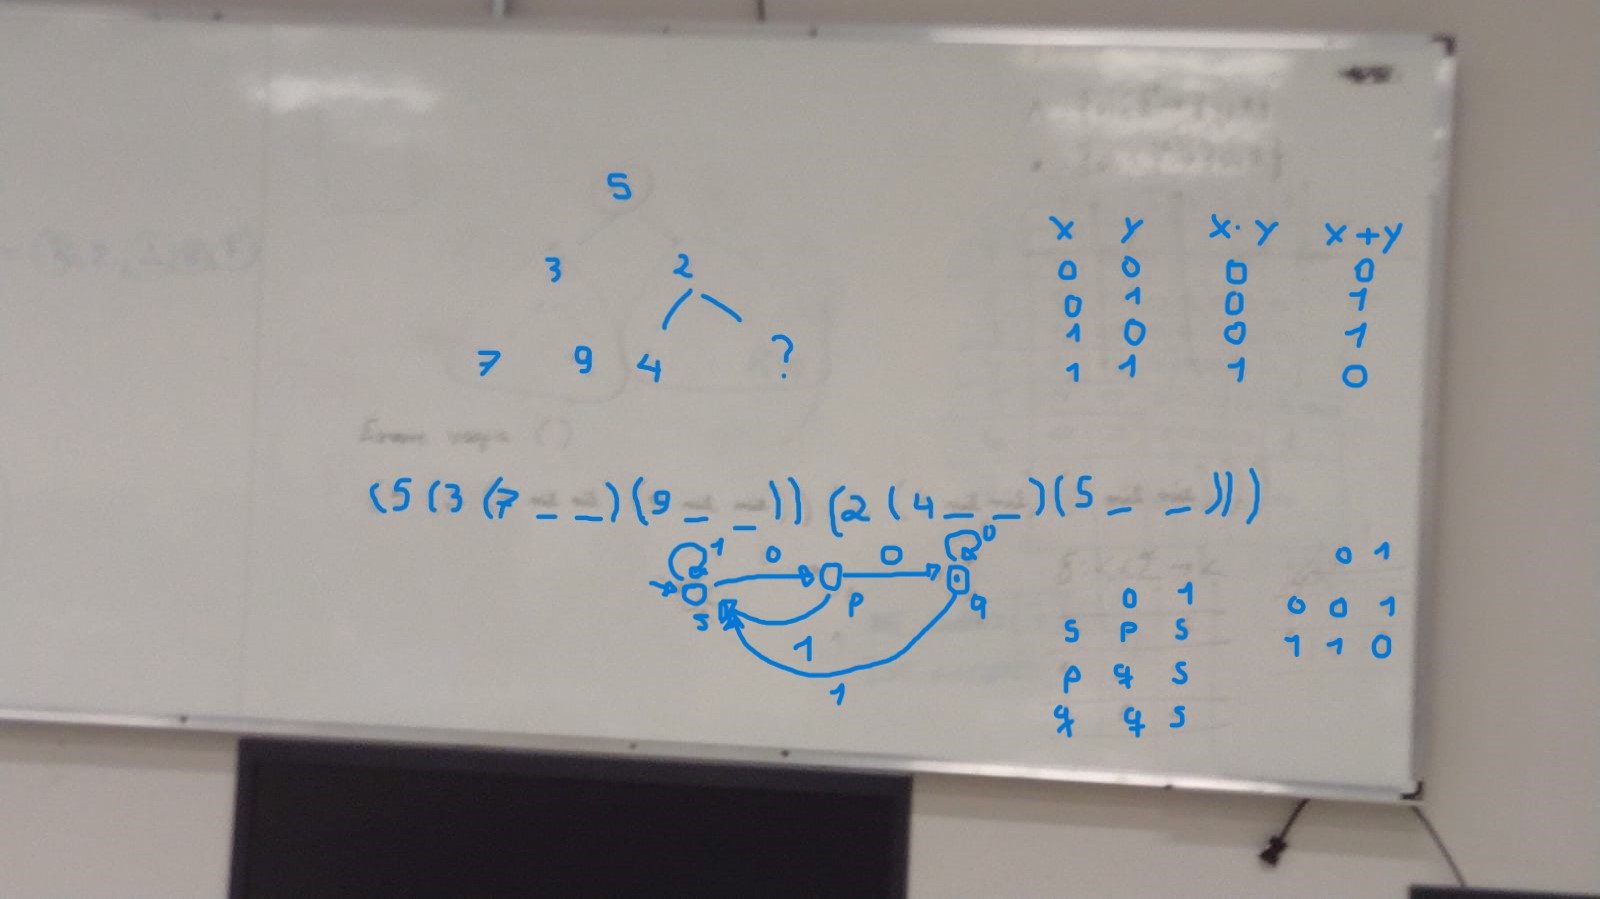 5
3 2
7 9 4 ?
X Y X·Y X+Y
0 0 0 0
0 1 0 1
1 0 0 1
1 1 1 0
(5(3(7 _ _)(9 _ _))(2(4 _ _)(5 _ _)))
1 0 0 0
s p q
1
1
0 1
s p s
p q s
q q s
0 1
0 0 1
1 1 0